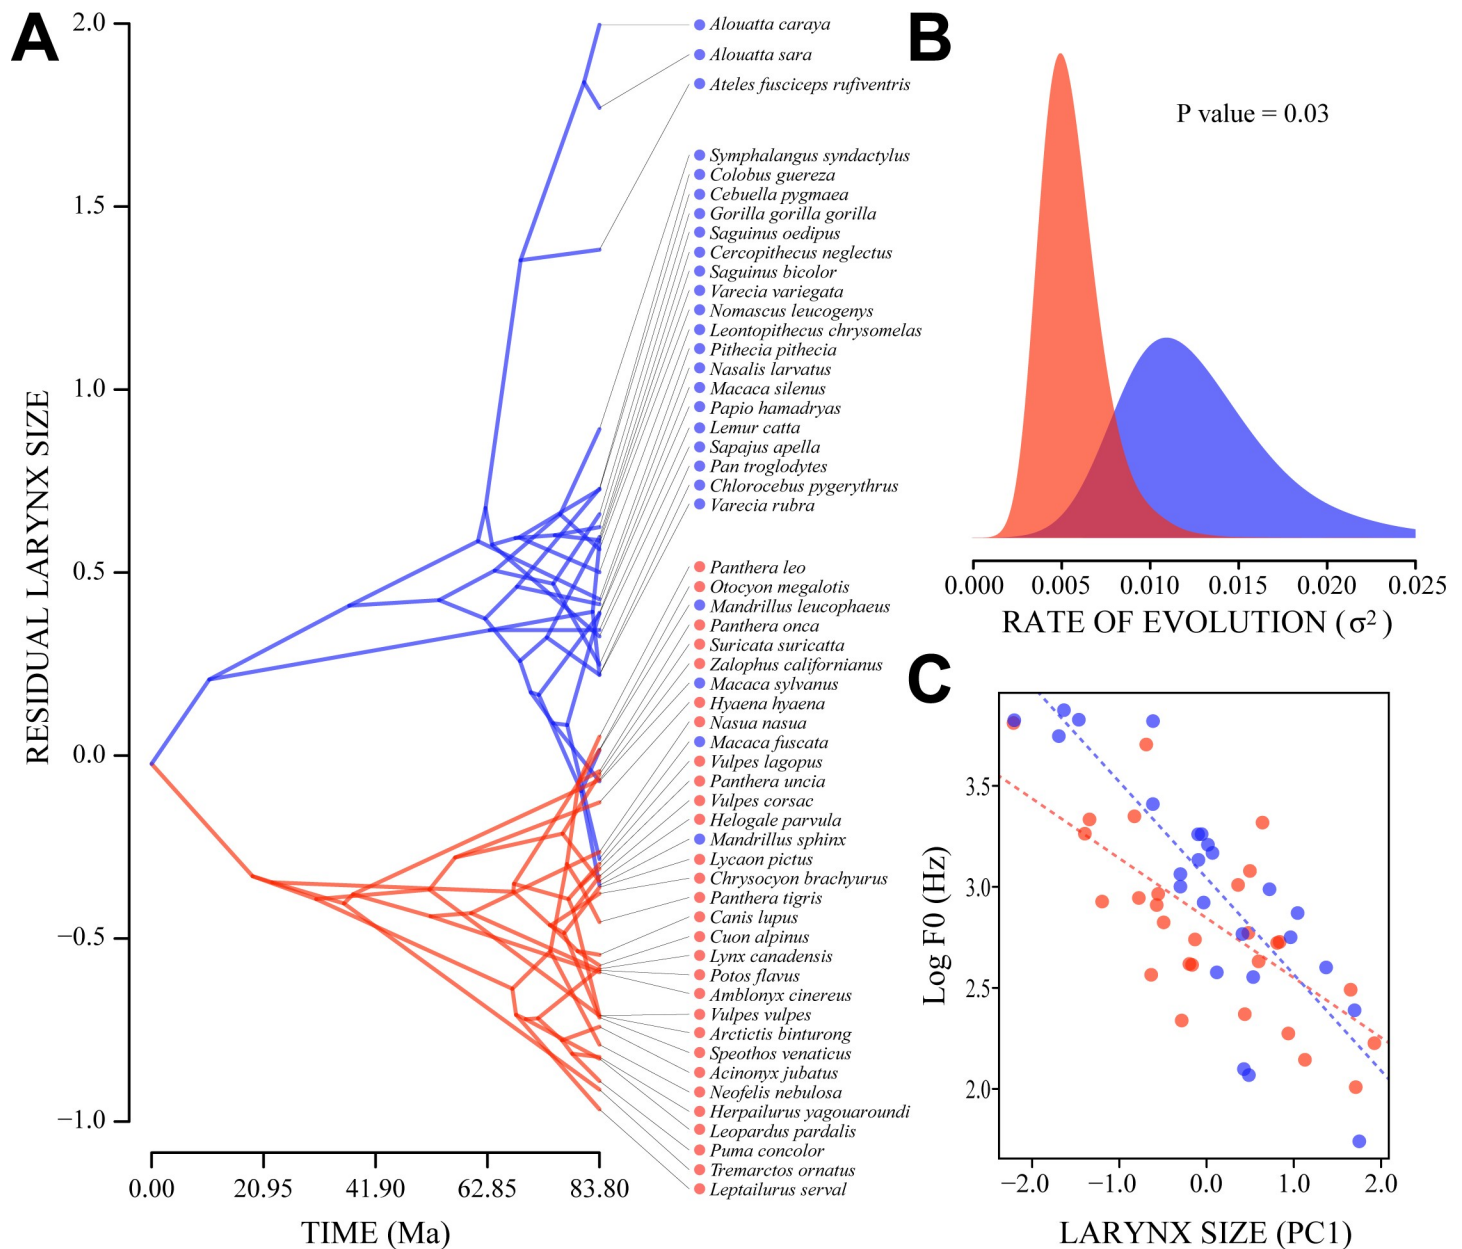 A
2.0
1.5
1.0
0.5
0.0
−0.5
−1.0
RESIDUAL LARYNX SIZE
0.00
20.95
41.90
62.85
83.80
TIME (Ma)
Alouatta caraya
Alouatta sara
Ateles fusciceps rufiventris
Symphalangus syndactylus
Colobus guereza
Cebuella pygmaea
Gorilla gorilla gorilla
Saguinus oedipus
Cercopithecus neglectus
Saguinus bicolor
Varecia variegata
Nomascus leucogenys
Leontopithecus chrysomelas
Pithecia pithecia
Nasalis larvatus
Macaca silenus
Papio hamadryas
Lemur catta
Sapajus apella
Pan troglodytes
Chlorocebus pygerythrus
Varecia rubra
Panthera leo
Otocyon megalotis
Mandrillus leucophaeus
Panthera onca
Suricata suricatta
Zalophus californianus
Macaca sylvanus
Hyaena hyaena
Nasua nasua
Macaca fuscata
Vulpes lagopus
Panthera uncia
Vulpes corsac
Helogale parvula
Mandrillus sphinx
Lycaon pictus
Chrysocyon brachyurus
Panthera tigris
Canis lupus
Cuon alpinus
Lynx canadensis
Potos flavus
Amblonyx cinereus
Vulpes vulpes
Arctictis binturong
Speothos venaticus
Acinonyx jubatus
Neofelis nebulosa
Herpailurus yagouaroundi
Leopardus pardalis
Puma concolor
Tremarctos ornatus
Leptailurus serval
B
P value = 0.03
0.000
0.005
0.010
0.015
0.020
0.025
RATE OF EVOLUTION (σ²)
C
3.5
3.0
2.5
2.0
Log F0 (Hz)
−2.0
−1.0
0.0
1.0
2.0
LARYNX SIZE (PC1)